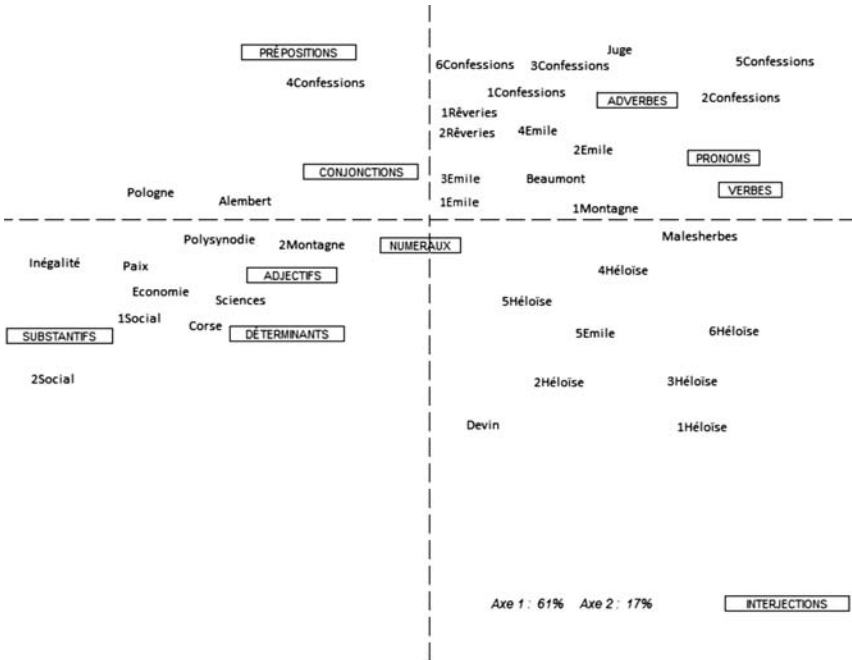 PRÉPOSITIONS
4Confessions
Juge
6Confessions
3Confessions
5Confessions
1Confessions
ADVERBES
2Confessions
1Rêveries
2Rêveries
4Emile
2Emile
PRONOMS
CONJONCTIONS
3Emile
Beaumont
VERBES
Pologne
Alembert
1Emile
1Montagne
Polysynodie
2Montagne
NUMERAUX
Malesherbes
Inégalité
Paix
ADJECTIFS
4Héloïse
Economie
Sciences
5Héloïse
1Social
Corse
SUBSTANTIFS
DÉTERMINANTS
5Emile
6Héloïse
2Social
2Héloïse
3Héloïse
Devin
1Héloïse
Axe 1 : 61% Axe 2 : 17%
INTERJECTIONS